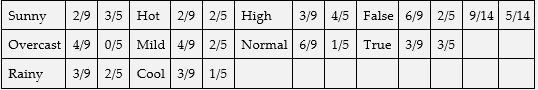 Sunny 2/9 3/5 Hot 2/9 2/5 High 3/9 4/5 False 6/9 2/5 9/14 5/14
Overcast 4/9 0/5 Mild 4/9 2/5 Normal 6/9 1/5 True 3/9 3/5
Rainy 3/9 2/5 Cool 3/9 1/5